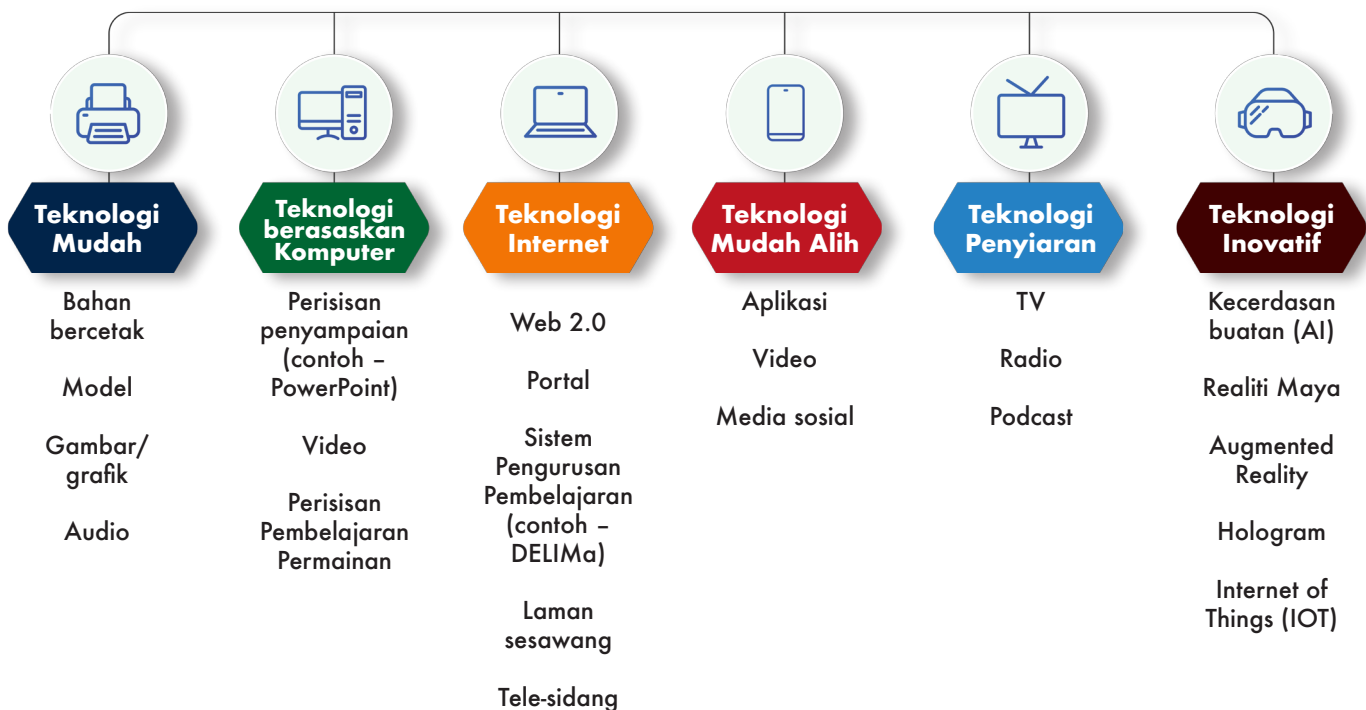 Teknologi
Mudah
Bahan
bercetak
Model
Gambar/
grafik
Audio
Teknologi
berasaskan
Komputer
Perisisan
penyampaian
(contoh –
PowerPoint)
Video
Perisisan
Pembelajaran
Permainan
Teknologi
Internet
Web 2.0
Portal
Sistem
Pengurusan
Pembelajaran
(contoh –
DELIMa)
Laman
sesawang
Tele-sidang
Teknologi
Mudah Alih
Aplikasi
Video
Media sosial
Teknologi
Penyiaran
TV
Radio
Podcast
Teknologi
Inovatif
Kecerdasan
buatan (AI)
Realiti Maya
Augmented
Reality
Hologram
Internet of
Things (IOT)